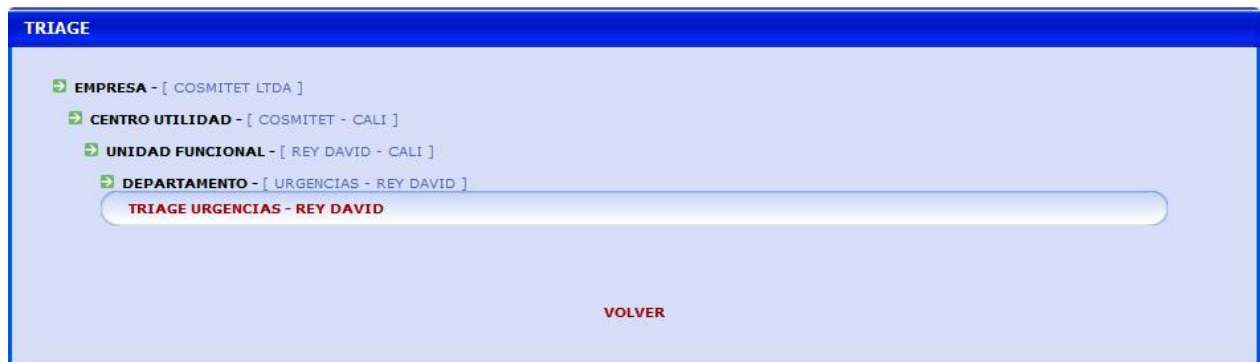 TRIAGE
EMPRESA - [ COSMITET LTDA ]
CENTRO UTILIDAD - [ COSMITET - CALI ]
UNIDAD FUNCIONAL - [ REY DAVID - CALI ]
DEPARTAMENTO - [ URGENCIAS - REY DAVID ]
TRIAGE URGENCIAS - REY DAVID
VOLVER